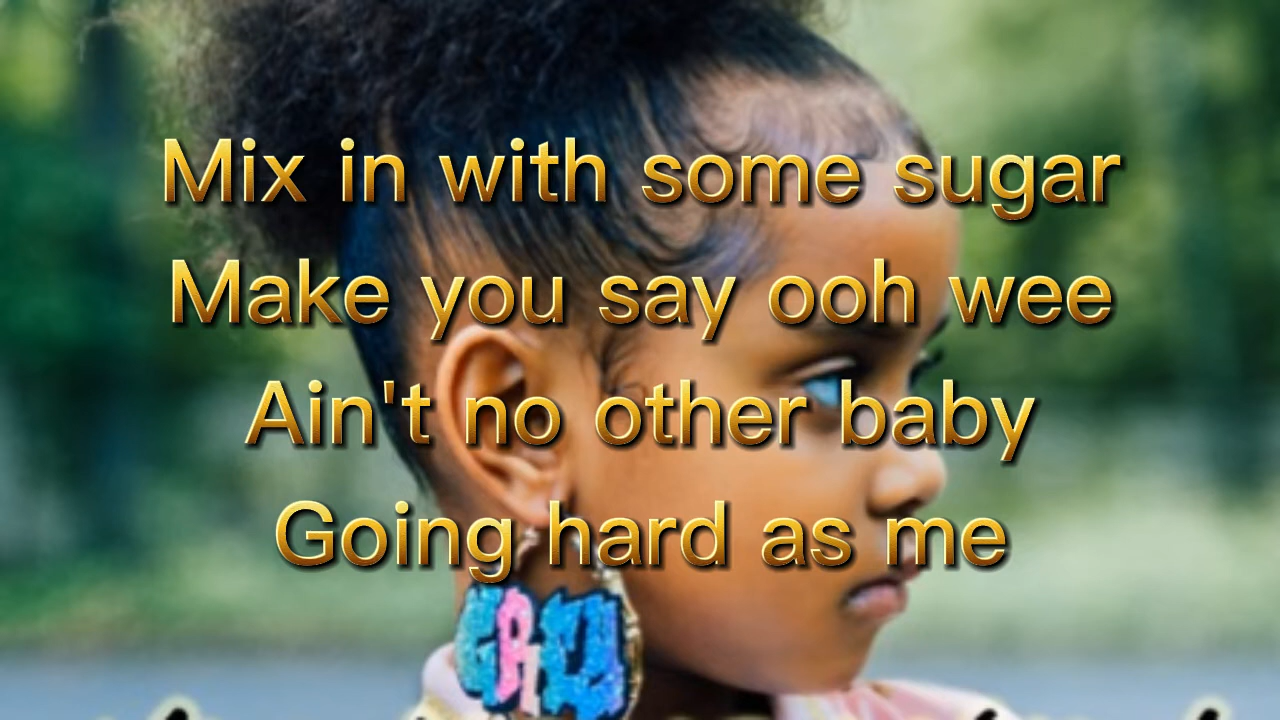 Mix in with some sugar
Make you say ooh wee
Ain't no other baby
Going hard as me